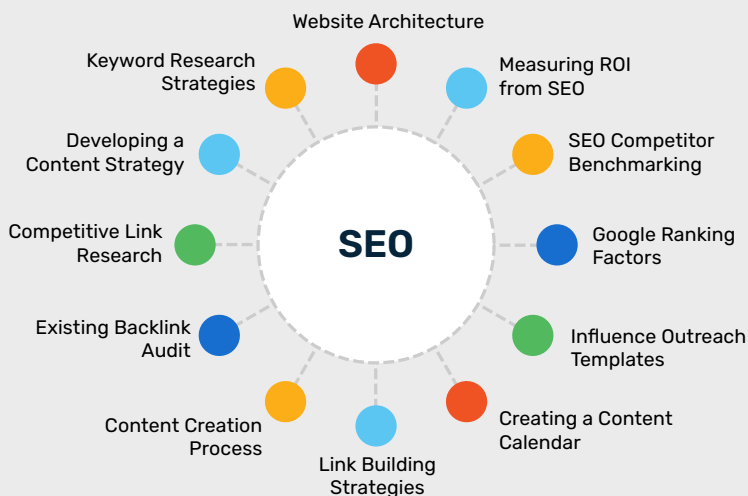 Website Architecture
Measuring ROI
from SEO
SEO Competitor
Benchmarking
Google Ranking
Factors
Influence Outreach
Templates
Creating a Content
Calendar
Link Building
Strategies
Content Creation
Process
Existing Backlink
Audit
Competitive Link
Research
Developing a
Content Strategy
Keyword Research
Strategies
SEO